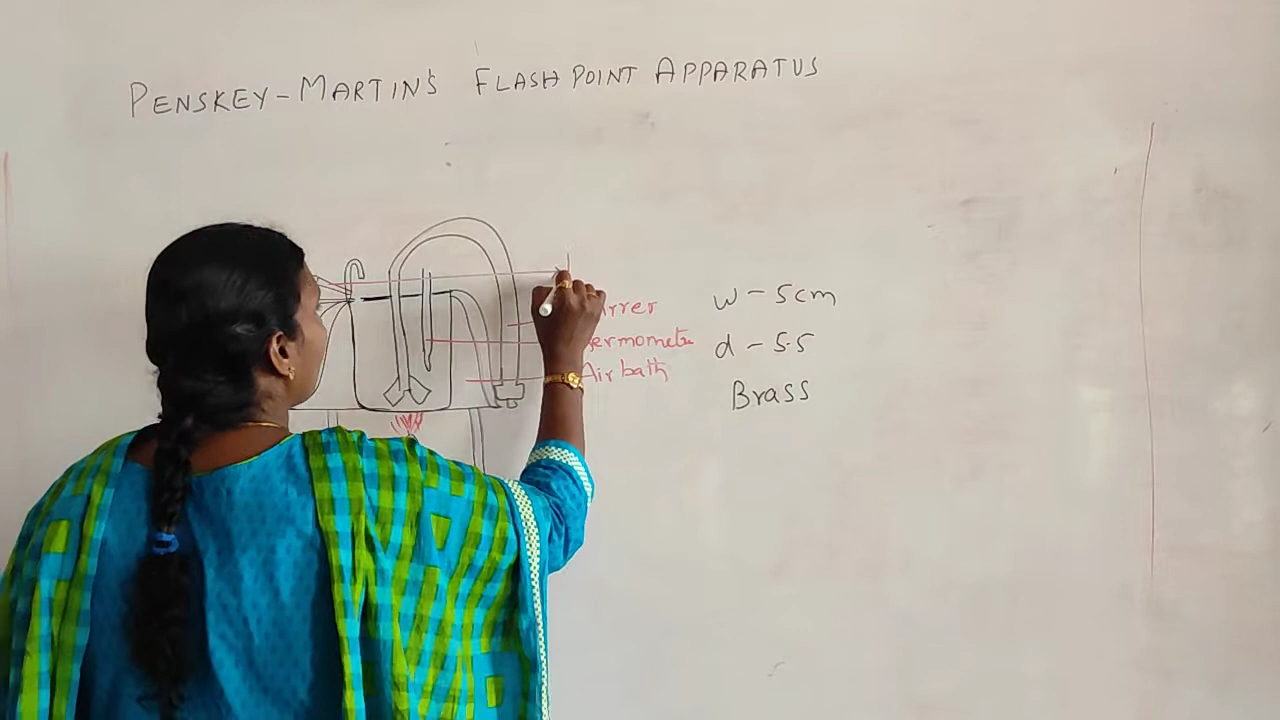 PENSKEY-MARTIN'S FLASH POINT APPARATUS
w - 5cm
d - 5.5
Air bath
Brass